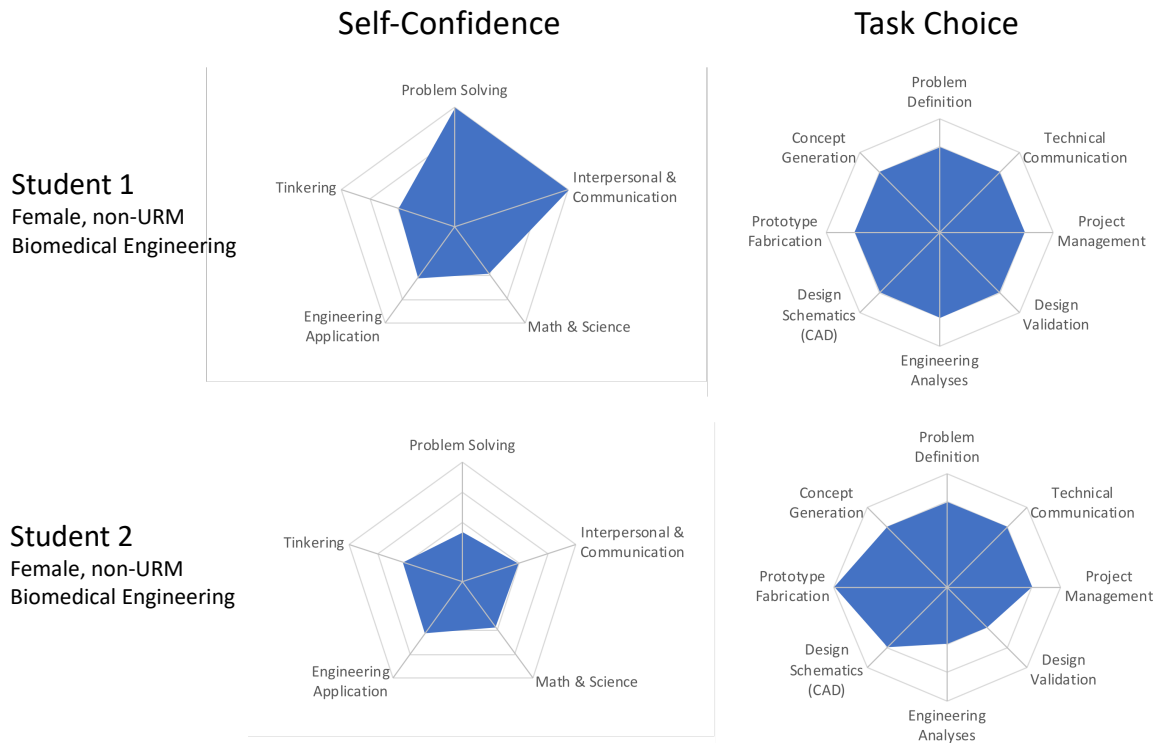 Self-Confidence
Task Choice
Student 1
Female, non-URM
Biomedical Engineering
Problem Solving
Interpersonal &
Communication
Math & Science
Engineering
Application
Tinkering
Problem
Definition
Technical
Communication
Project
Management
Design
Validation
Engineering
Analyses
Design
Schematics
(CAD)
Prototype
Fabrication
Concept
Generation
Student 2
Female, non-URM
Biomedical Engineering
Problem Solving
Interpersonal &
Communication
Math & Science
Engineering
Application
Tinkering
Problem
Definition
Technical
Communication
Project
Management
Design
Validation
Engineering
Analyses
Design
Schematics
(CAD)
Prototype
Fabrication
Concept
Generation